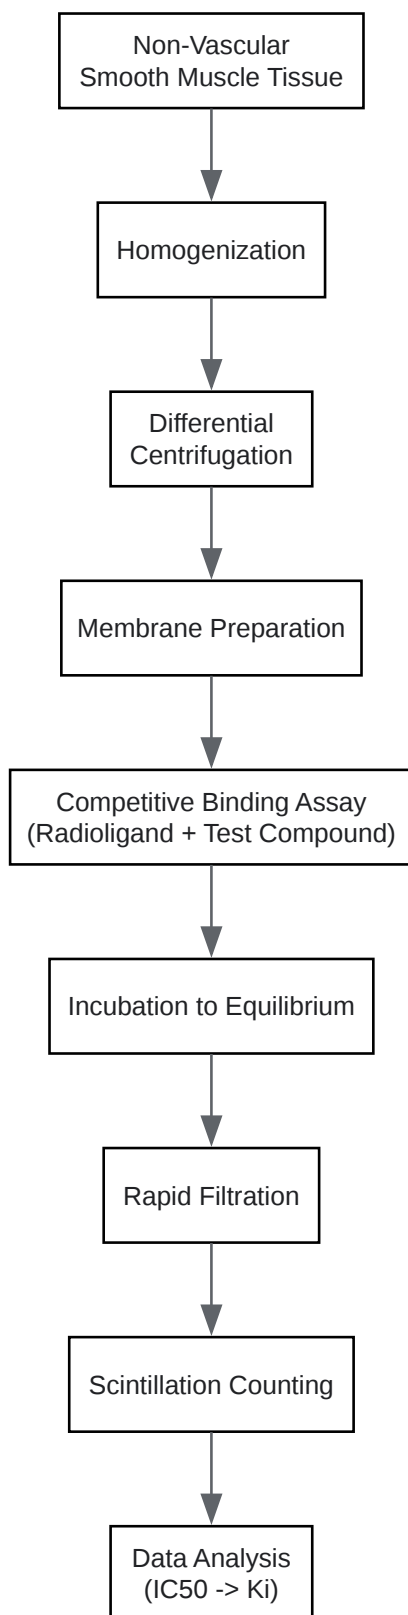 Non-Vascular
Smooth Muscle Tissue
Homogenization
Differential
Centrifugation
Membrane Preparation
Competitive Binding Assay
(Radioligand + Test Compound)
Incubation to Equilibrium
Rapid Filtration
Scintillation Counting
Data Analysis
(IC50 -> Ki)